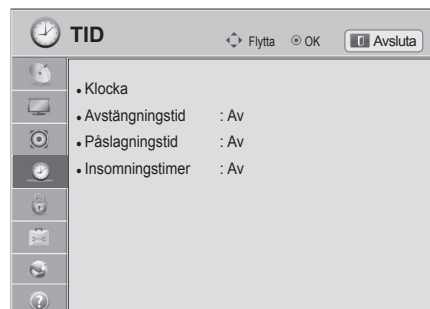 TID Flytta OK Avsluta
Klocka
Avstängningstid : Av
Påslagningstid : Av
Insomningstimer : Av